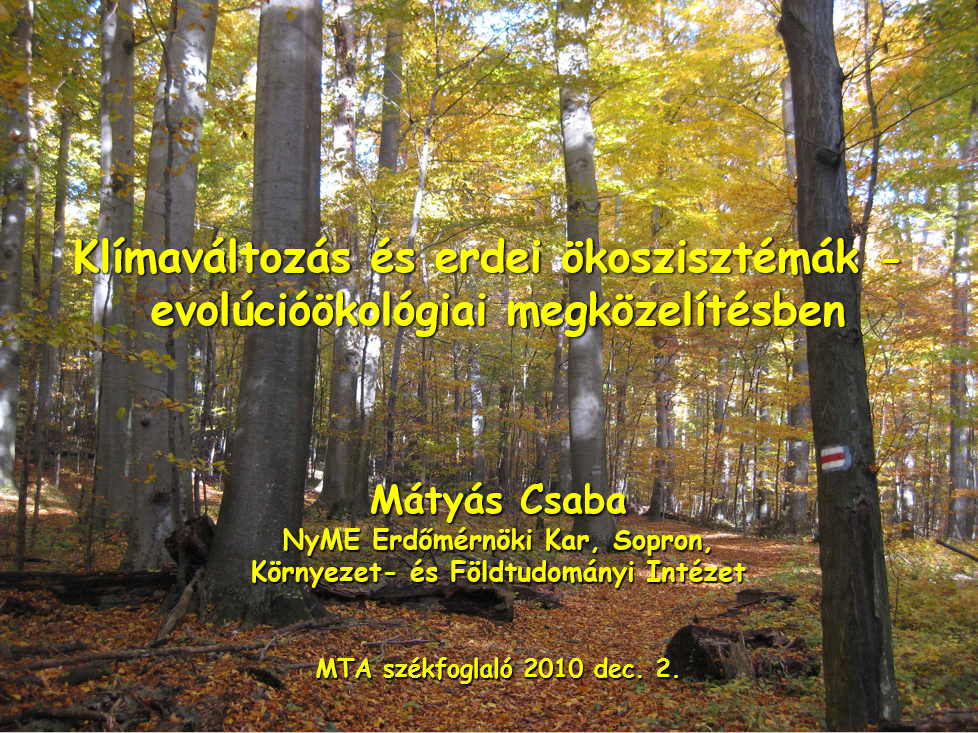 Klímaváltozás és erdei ökoszisztémák -
evolúcióökológiai megközelítésben
Mátyás Csaba
NyME Erdőmérnöki Kar, Sopron,
Környezet- és Földtudományi Intézet
MTA székfoglaló 2010 dec. 2.